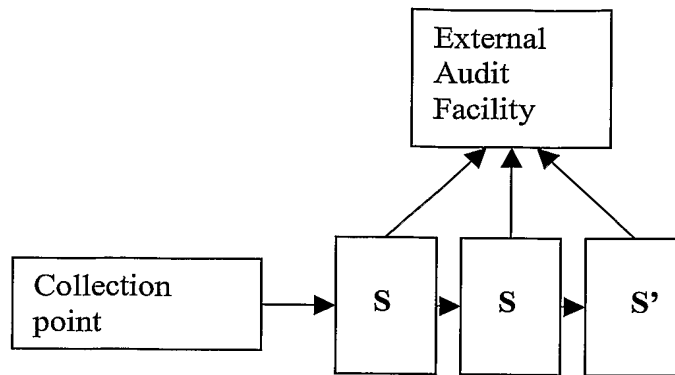 External
Audit
Facility
Collection
point
S
S
S’